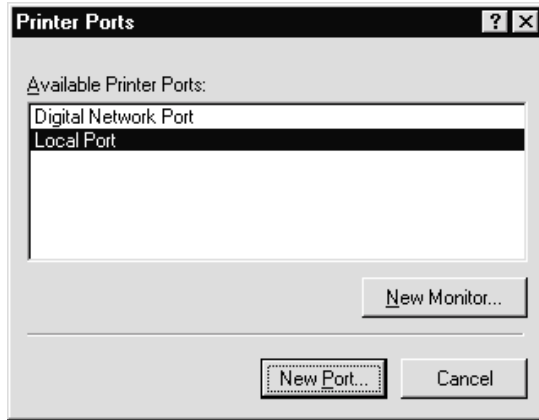 Printer Ports
Available Printer Ports:
Digital Network Port
Local Port
New Monitor...
New Port...
Cancel